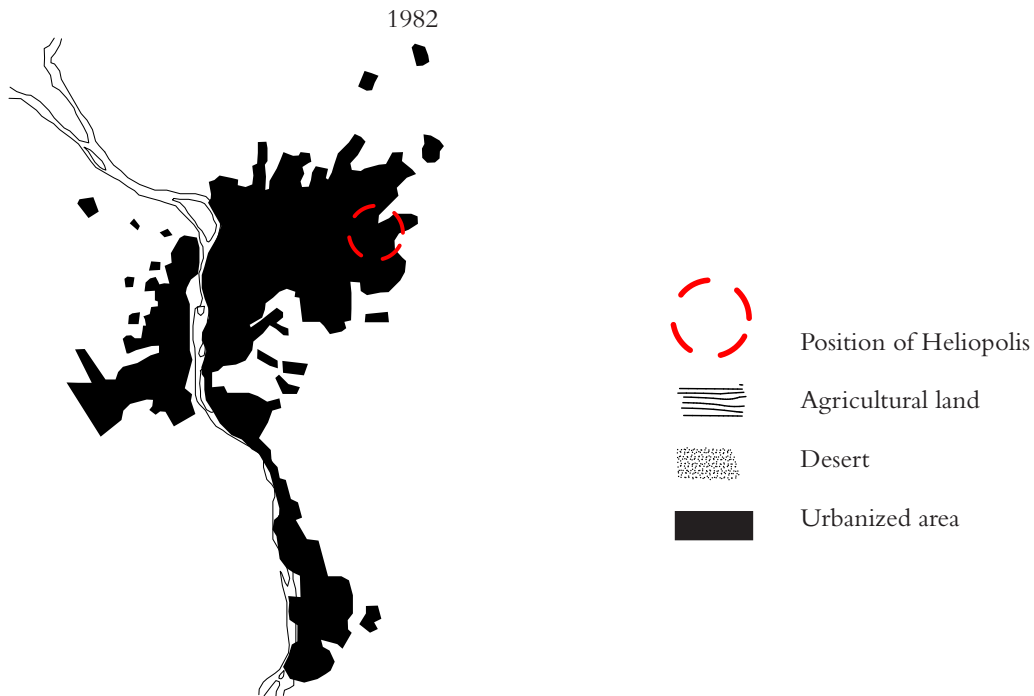 1982
Position of Heliopolis
Agricultural land
Desert
Urbanized area